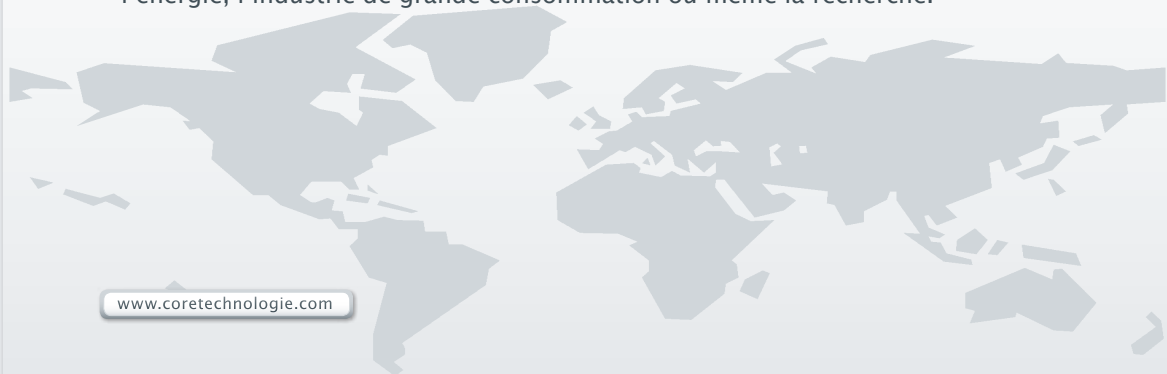 l'énergie, l'industrie de grande consommation ou même la recherche.
www.coretechnologie.com